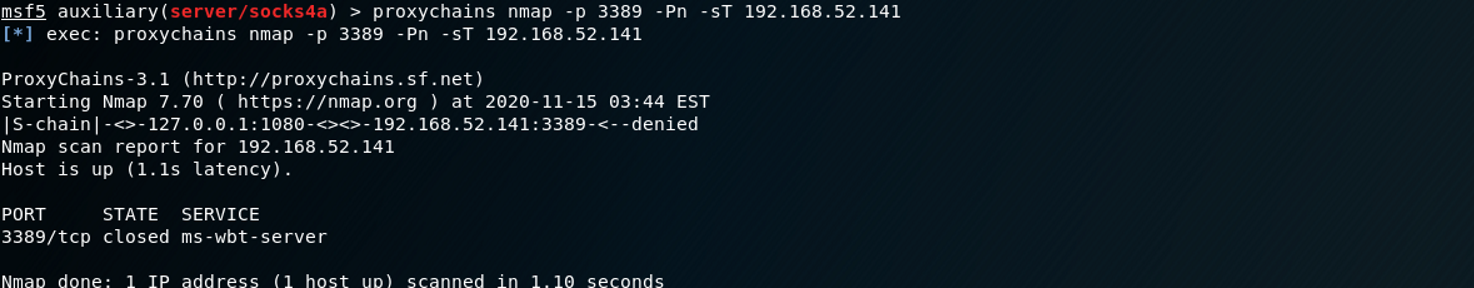 msf5 auxiliary(server/socks4a) > proxychains nmap -p 3389 -Pn -sT 192.168.52.141
[*] exec: proxychains nmap -p 3389 -Pn -sT 192.168.52.141
ProxyChains-3.1 (http://proxychains.sf.net)
Starting Nmap 7.70 ( https://nmap.org ) at 2020-11-15 03:44 EST
|S-chain|-<>-127.0.0.1:1080-<><>-192.168.52.141:3389-<--denied
Nmap scan report for 192.168.52.141
Host is up (1.1s latency).
PORT     STATE  SERVICE
3389/tcp closed ms-wbt-server
Nmap done: 1 IP address (1 host up) scanned in 1.10 seconds